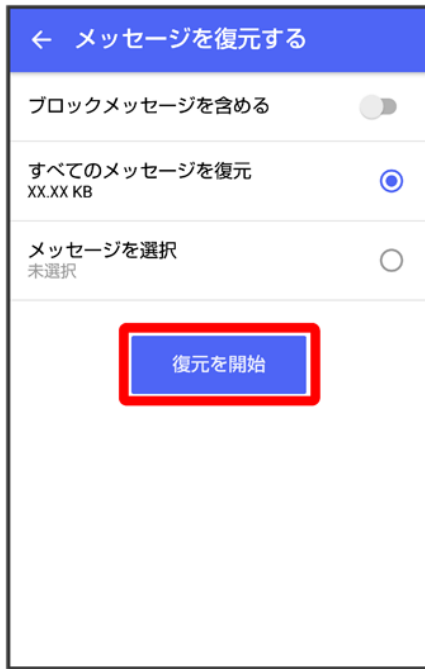 ← メッセージを復元する
ブロックメッセージを含める
すべてのメッセージを復元
XX.XX KB
メッセージを選択
未選択
復元を開始